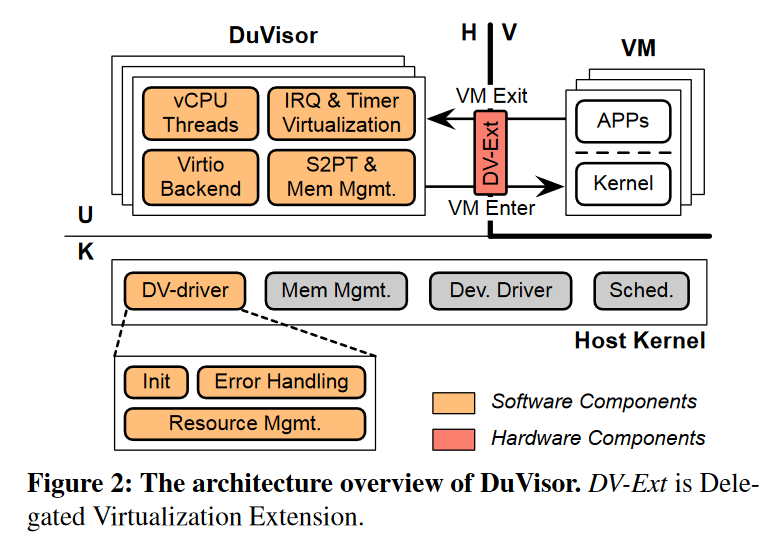 DuVisor
H
V
VM
vCPU
Threads
IRQ & Timer
Virtualization
Virtio
Backend
S2PT &
Mem Mgmt.
VM Exit
DV-Ext
VM Enter
APPs
Kernel
U
K
DV-driver
Mem Mgmt.
Dev. Driver
Sched.
Host Kernel
Init
Error Handling
Resource Mgmt.
Software Components
Hardware Components
Figure 2: The architecture overview of DuVisor. DV-Ext is Dele-
gated Virtualization Extension.